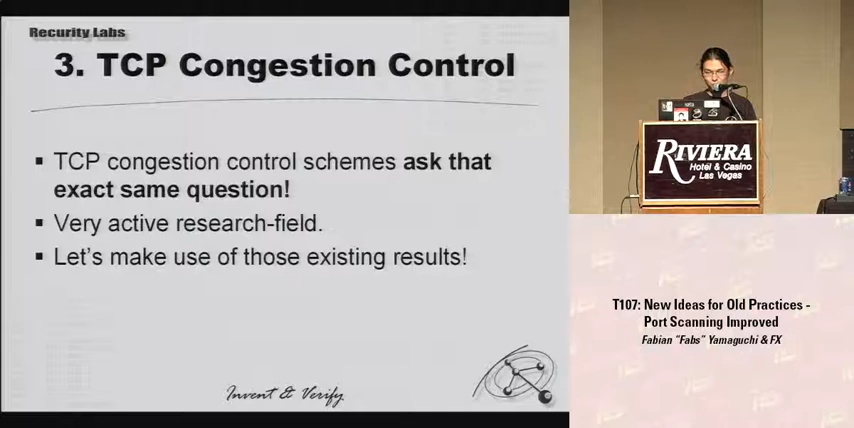 Recurity Labs
3. TCP Congestion Control
▪ TCP congestion control schemes ask that
exact same question!
▪ Very active research-field.
▪ Let's make use of those existing results!
Invent & Verify
RIVIERA
Hotel & Casino
Las Vegas
T107: New Ideas for Old Practices -
Port Scanning Improved
Fabian "Fabs" Yamaguchi & FX